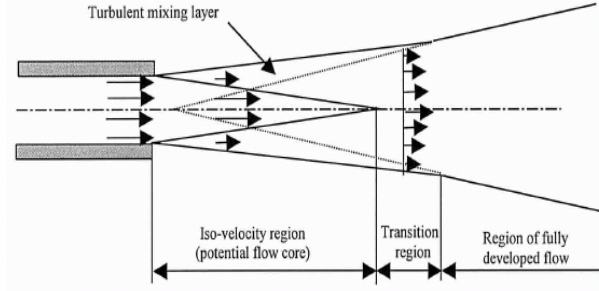 Turbulent mixing layer
Iso-velocity region
(potential flow core)
Transition
region
Region of fully
developed flow